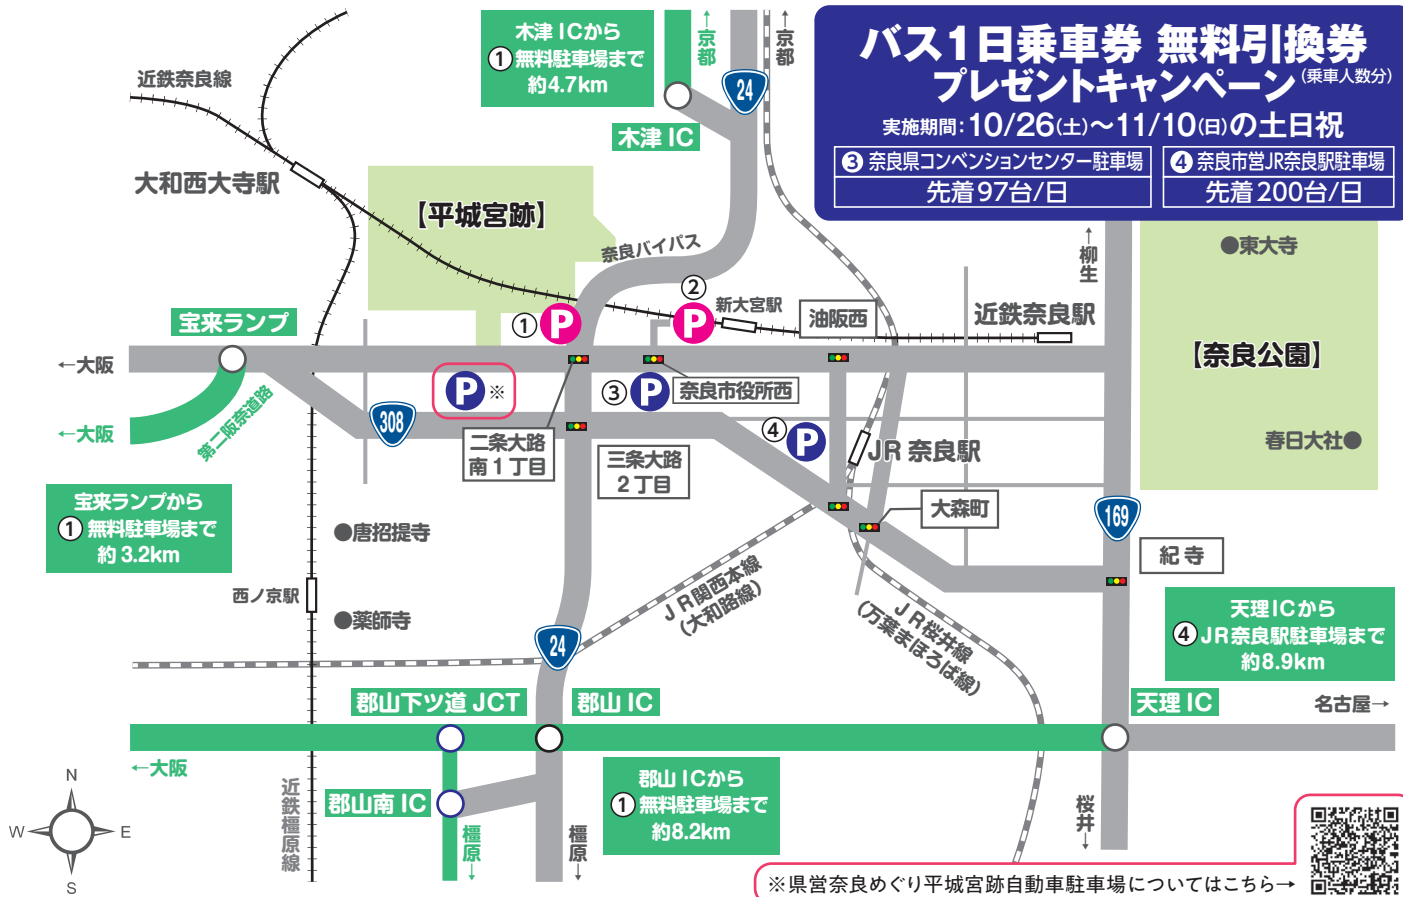 バス1日乗車券 無料引換券
プレゼントキャンペーン(乗車人数分)
実施期間:10/26(土)〜11/10(日)の土日祝
③ 奈良県コンベンションセンター駐車場
先着97台/日
④ 奈良市営JR奈良駅駐車場
先着200台/日
木津 ICから
① 無料駐車場まで
約4.7km
←京都
24
←京都
木津 IC
近鉄奈良線
大和西大寺駅
【平城宮跡】
奈良バイパス
←柳生
●東大寺
②
新大宮駅
油阪西
近鉄奈良駅
① P
P
宝来ランプ
←大阪
【奈良公園】
P ※
③ P
奈良市役所西
308
第二阪奈道路
←大阪
④ P
二条大路
南1丁目
三条大路
2丁目
JR 奈良駅
春日大社●
宝来ランプから
① 無料駐車場まで
約 3.2km
●唐招提寺
大森町
169
紀寺
西ノ京駅
●薬師寺
JR関西本線
(大和路線)
JR桜井線
(万葉まほろば線)
天理ICから
④ JR奈良駅駐車場まで
約8.9km
24
郡山下ツ道 JCT
郡山 IC
天理 IC
名古屋→
←大阪
郡山南 IC
郡山 ICから
① 無料駐車場まで
約8.2km
近鉄橿原線
橿原→
橿原→
桜井→
N
W
E
S
※県営奈良めぐり平城宮跡自動車駐車場についてはこちら→